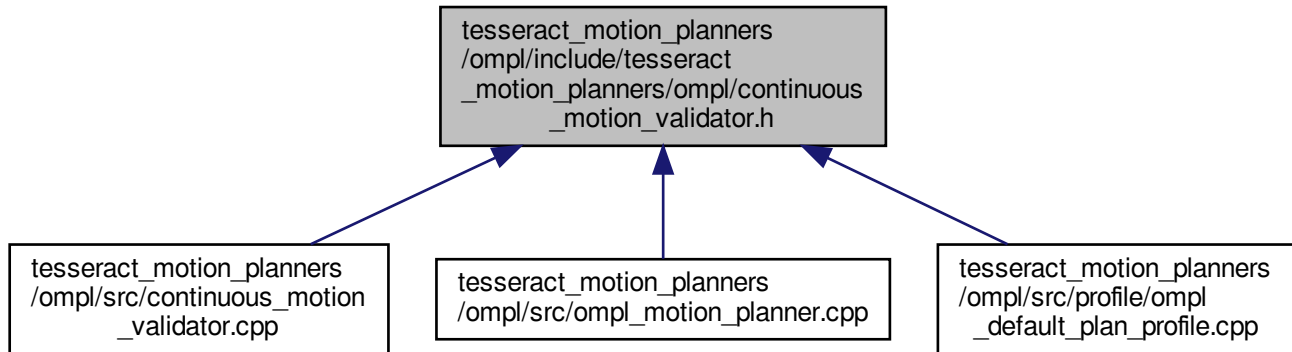 tesseract_motion_planners
/ompl/include/tesseract
_motion_planners/ompl/continuous
_motion_validator.h
tesseract_motion_planners
/ompl/src/continuous_motion
_validator.cpp
tesseract_motion_planners
/ompl/src/ompl_motion_planner.cpp
tesseract_motion_planners
/ompl/src/profile/ompl
_default_plan_profile.cpp